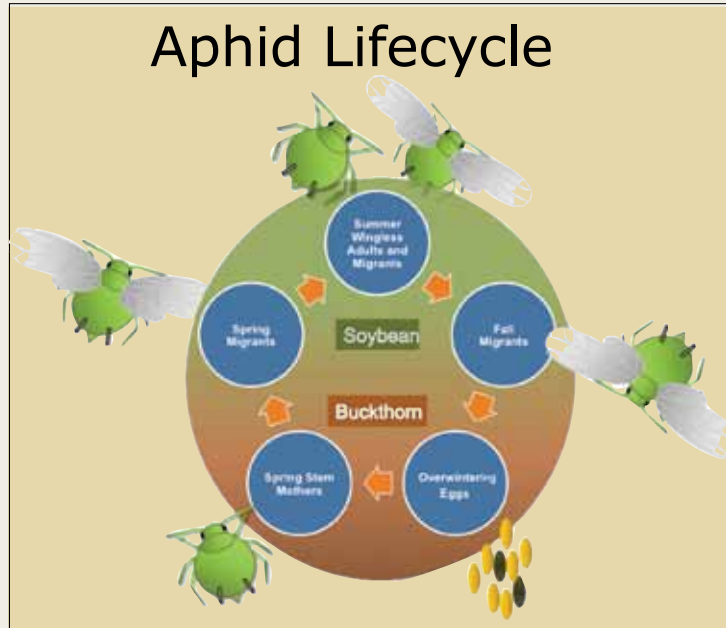 Aphid Lifecycle
Summer
Wingless
Adults and
Migrants
Spring
Migrants
Soybean
Fall
Migrants
Buckthorn
Spring Stem
Mothers
Overwintering
Eggs